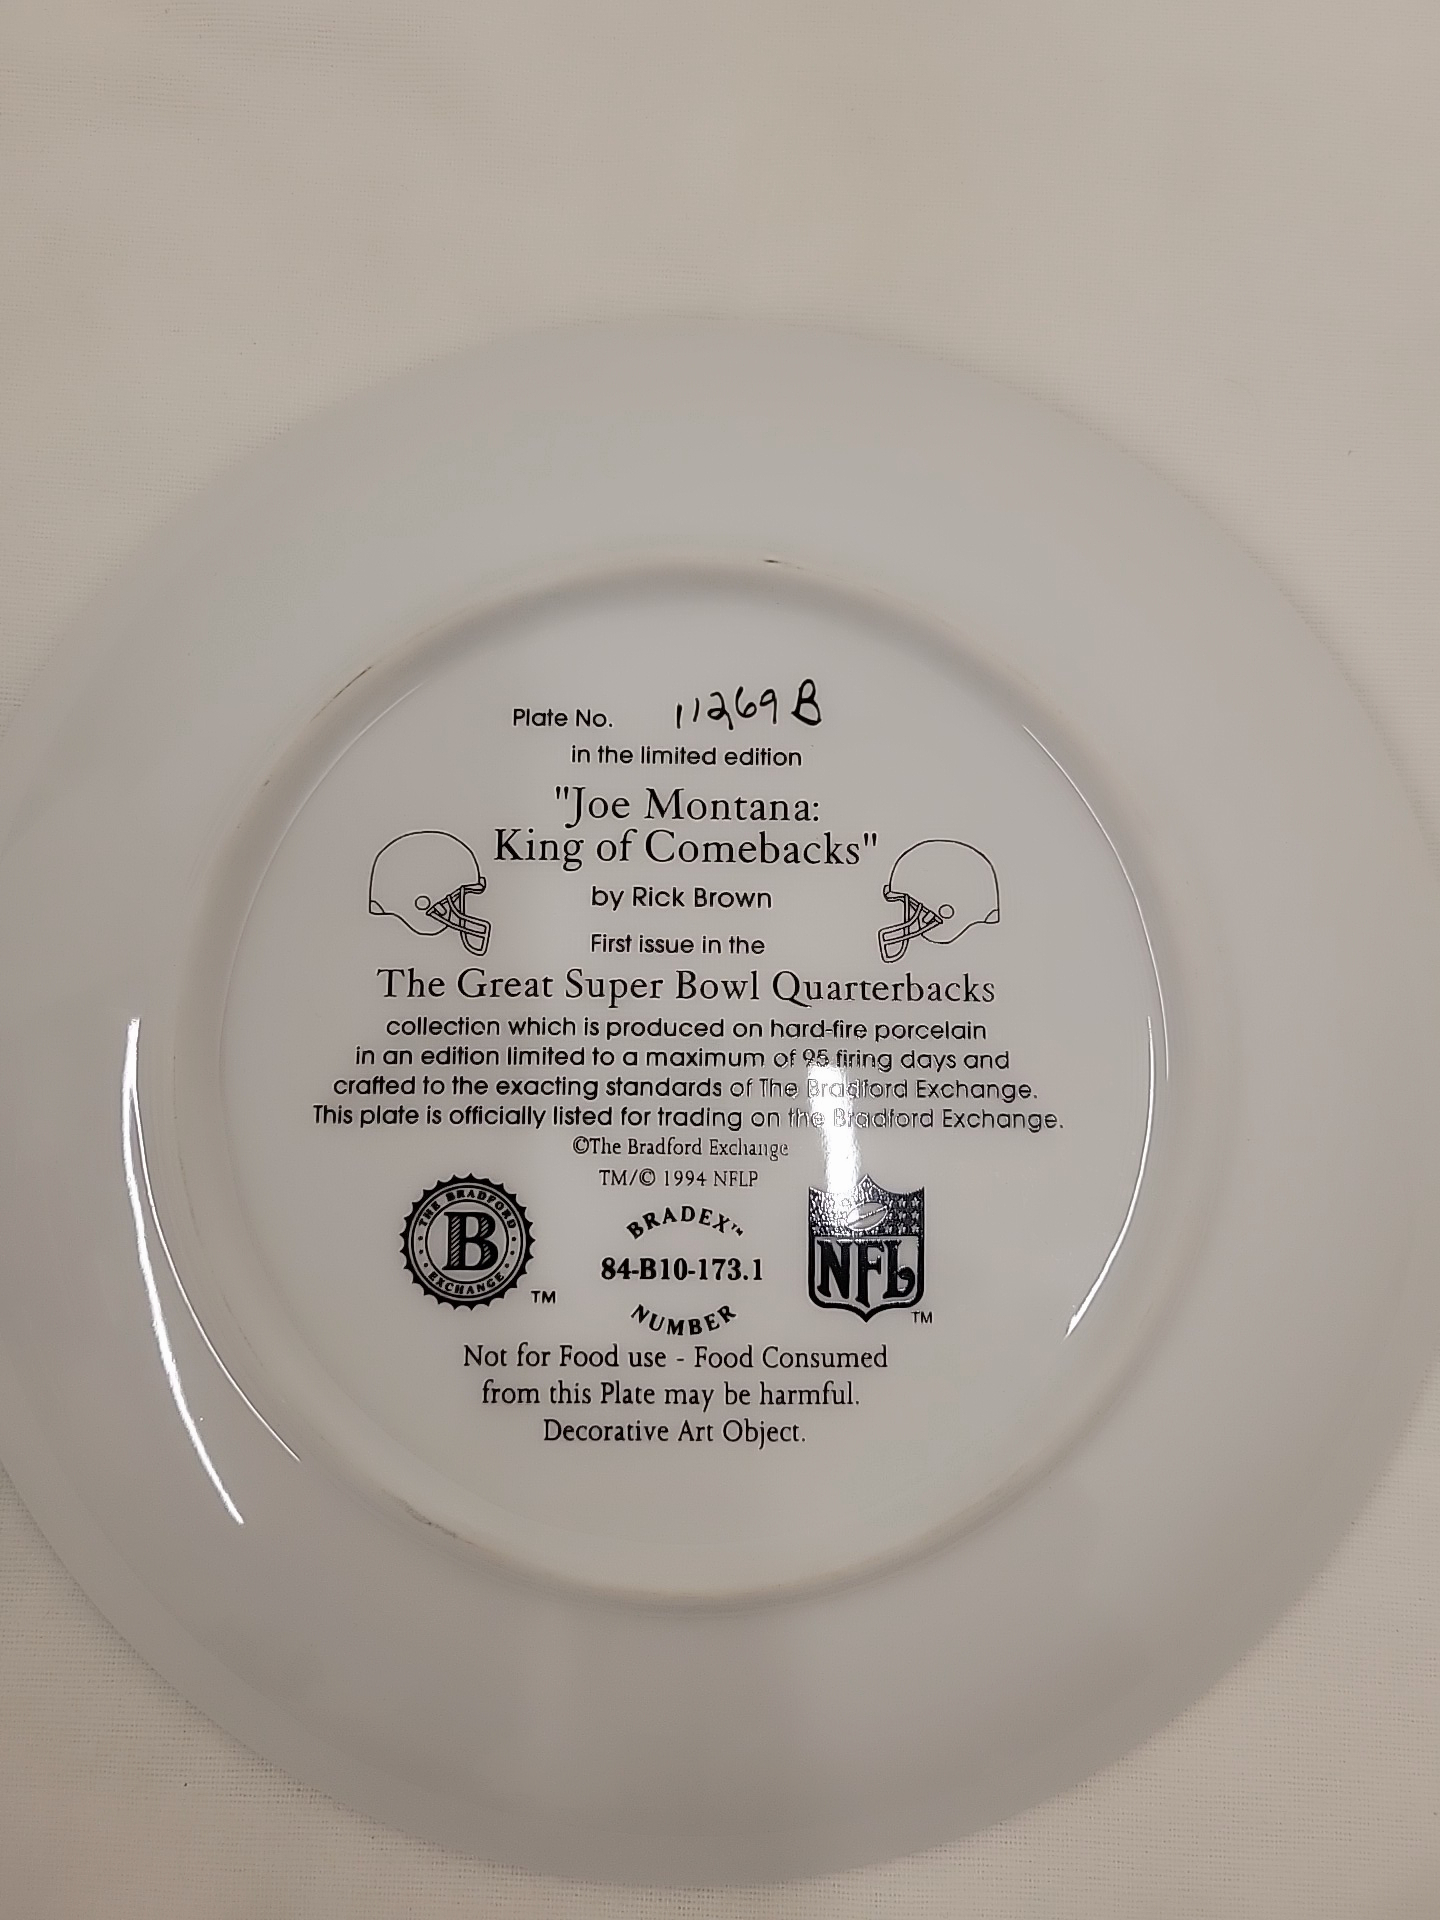 Plate No. 11269 B
in the limited edition
"Joe Montana:
King of Comebacks"
by Rick Brown
First issue in the
The Great Super Bowl Quarterbacks
collection which is produced on hard-fire porcelain
in an edition limited to a maximum of 95 firing days and
crafted to the exacting standards of The Bradford Exchange.
This plate is officially listed for trading on the Bradford Exchange.
©The Bradford Exchange
TM/© 1994 NFLP
THE BRADFORD
B
EXCHANGE
TM
BRADEX™
84-B10-173.1
NUMBER
NFL
TM
Not for Food use - Food Consumed
from this Plate may be harmful.
Decorative Art Object.